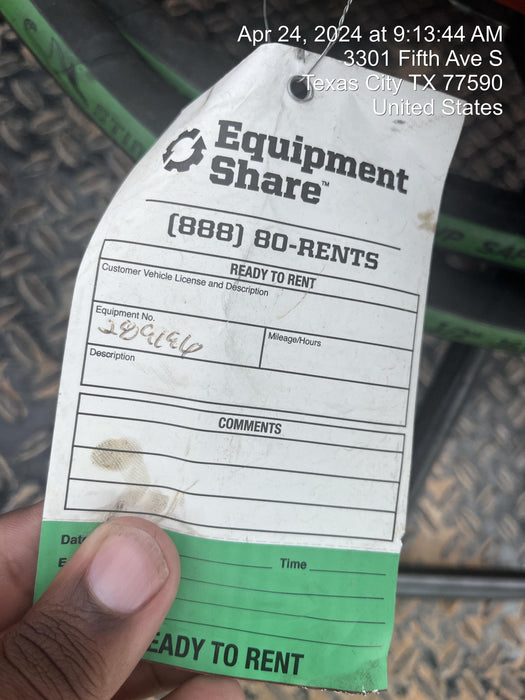 Apr 24, 2024 at 9:13:44 AM
3301 Fifth Ave S
Texas City TX 77590
United States
Equipment
Share™
(888) 80-RENTS
READY TO RENT
Customer Vehicle License and Description
Equipment No.
Mileage/Hours
Description
COMMENTS
Time
EADY TO RENT